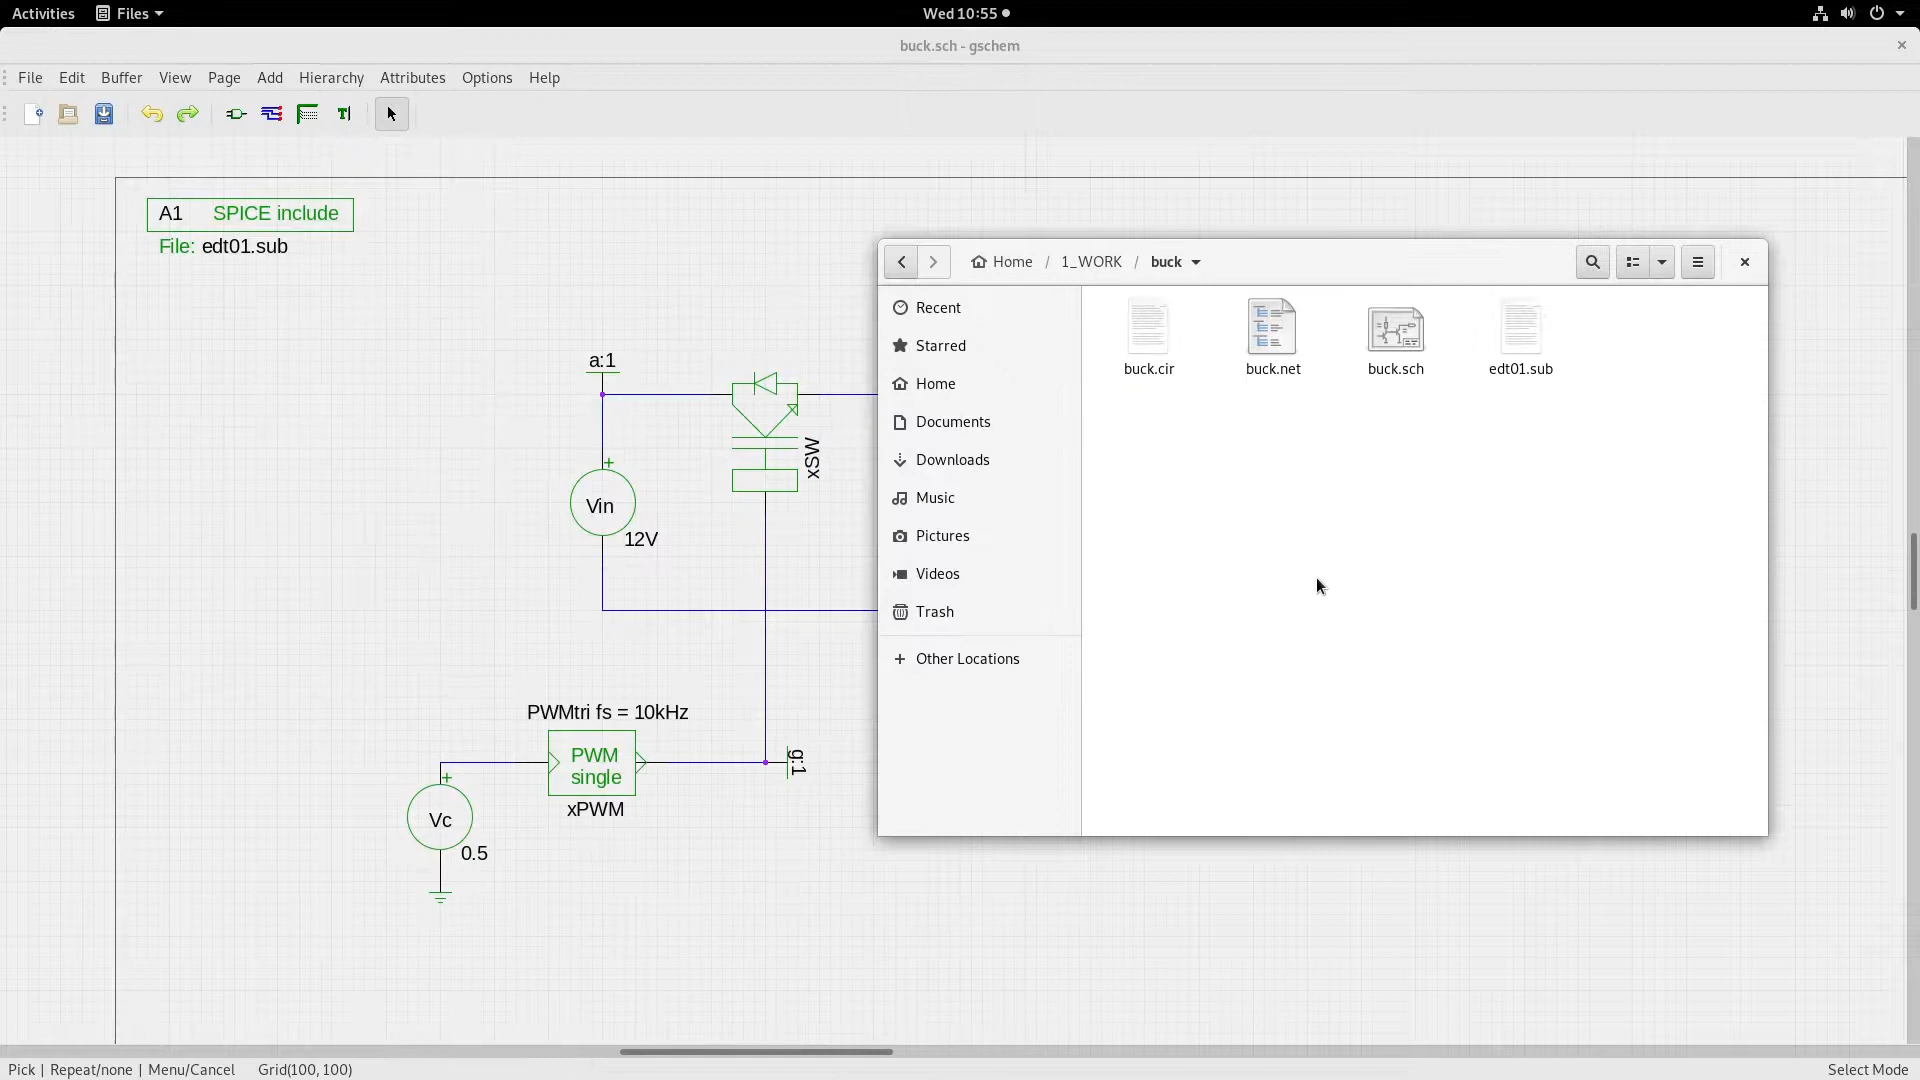 Activities Files Wed 10:55
buck.sch - gschem
File Edit Buffer View Page Add Hierarchy Attributes Options Help
A1 SPICE include
File: edt01.sub
a:1
Vin
12V
xSW
PWMtri fs = 10kHz
PWM
single
xPWM
g:1
Vc
0.5
Home / 1_WORK / buck
Recent
Starred
Home
Documents
Downloads
Music
Pictures
Videos
Trash
Other Locations
buck.cir buck.net buck.sch edt01.sub
Pick | Repeat/none | Menu/Cancel Grid(100, 100) Select Mode